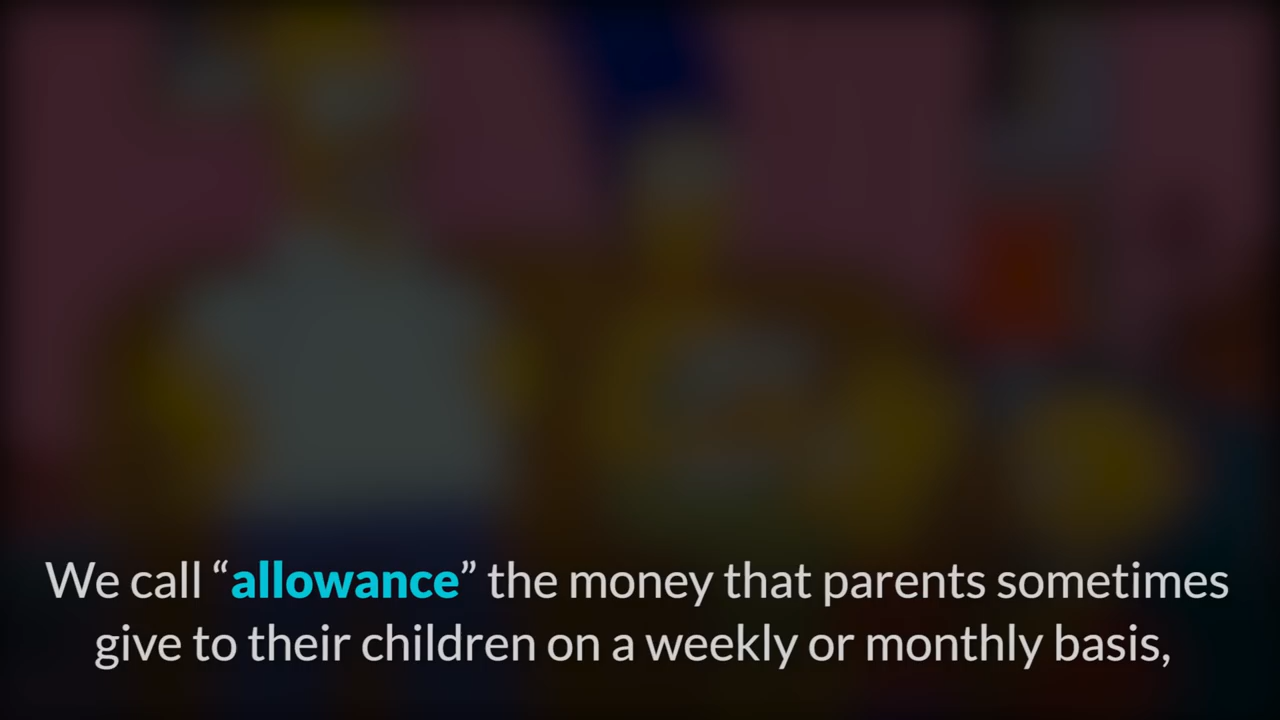 We call “allowance” the money that parents sometimes
give to their children on a weekly or monthly basis,